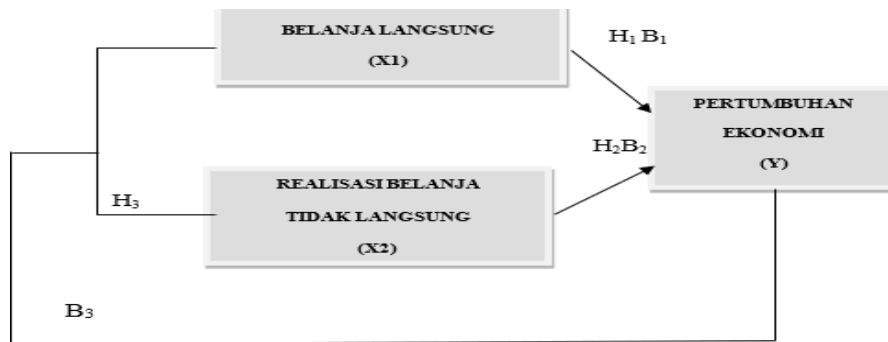 BELANJA LANGSUNG
(X1)
H₁ B₁
PERTUMBUHAN
EKONOMI
(Y)
H₂B₂
REALISASI BELANJA
TIDAK LANGSUNG
(X2)
H₃
B₃